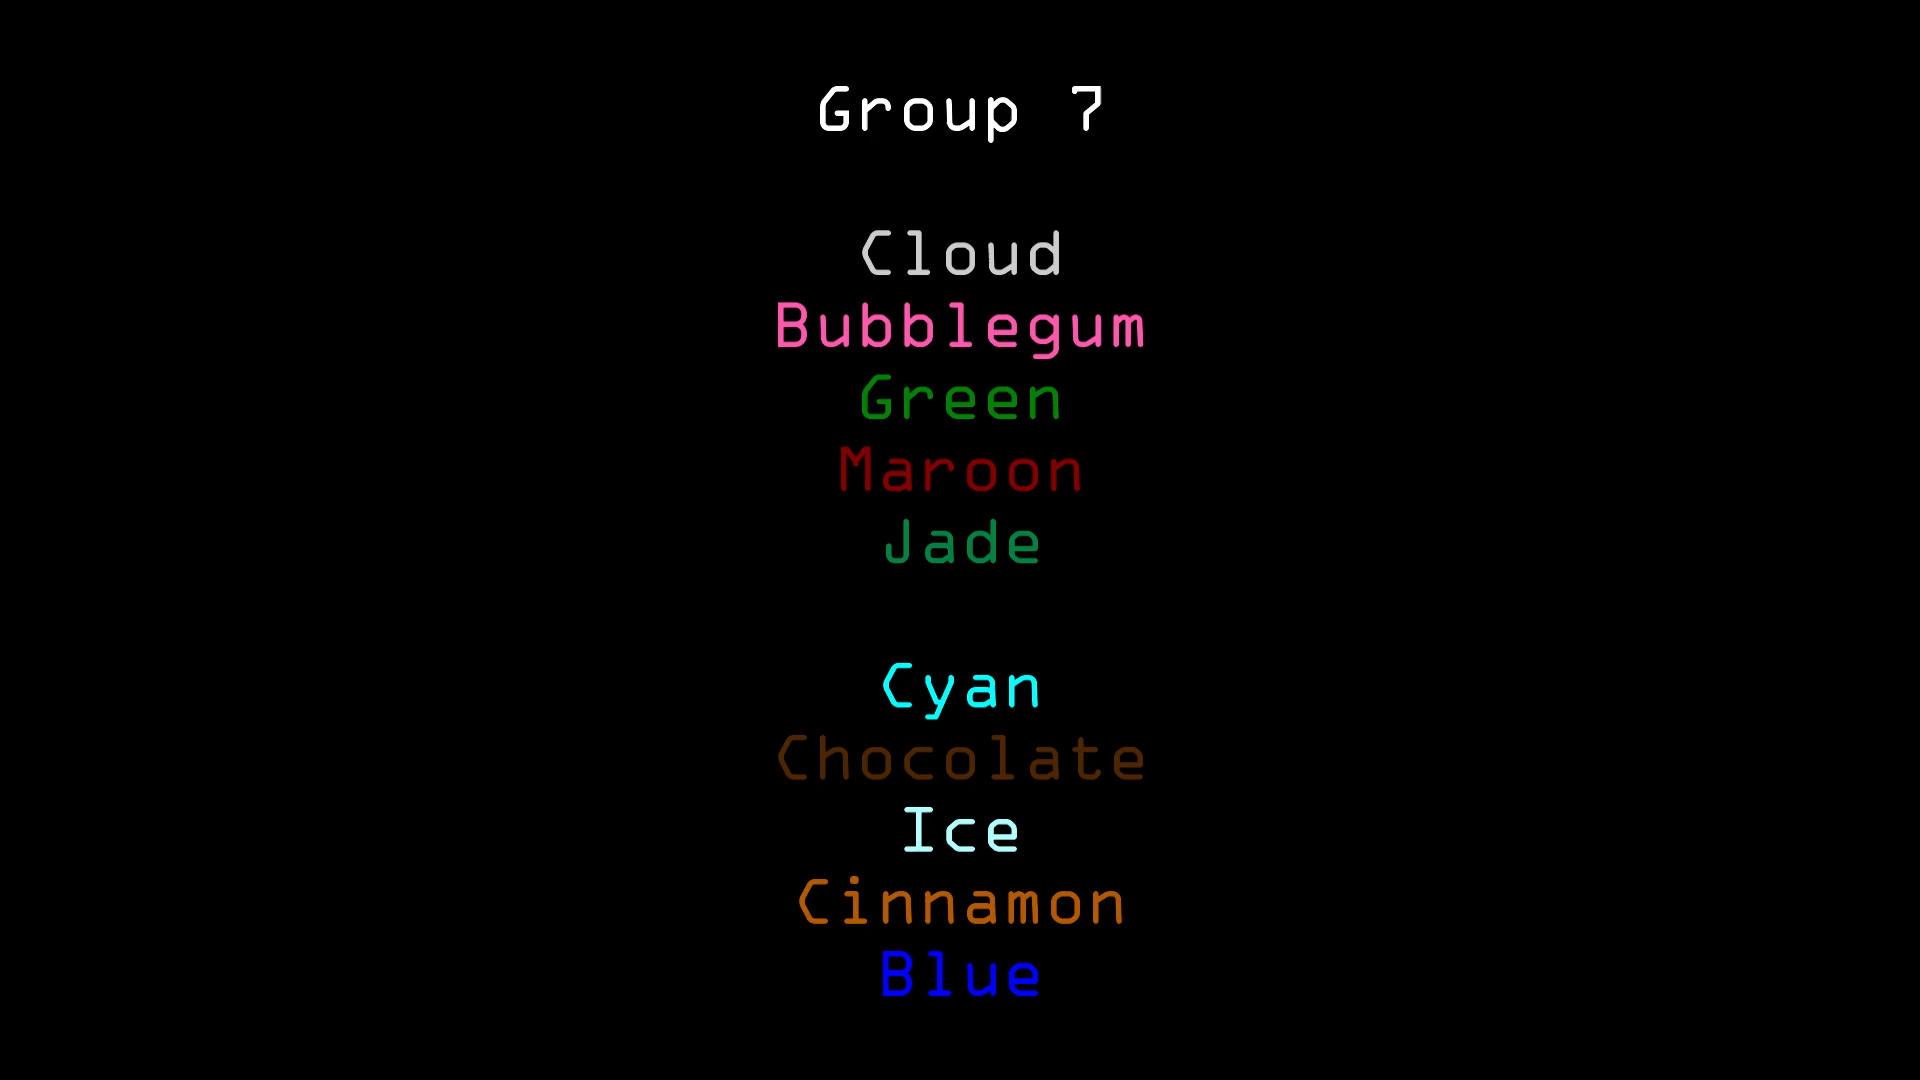 Group 7
Cloud
Bubblegum
Green
Maroon
Jade
Cyan
Chocolate
Ice
Cinnamon
Blue